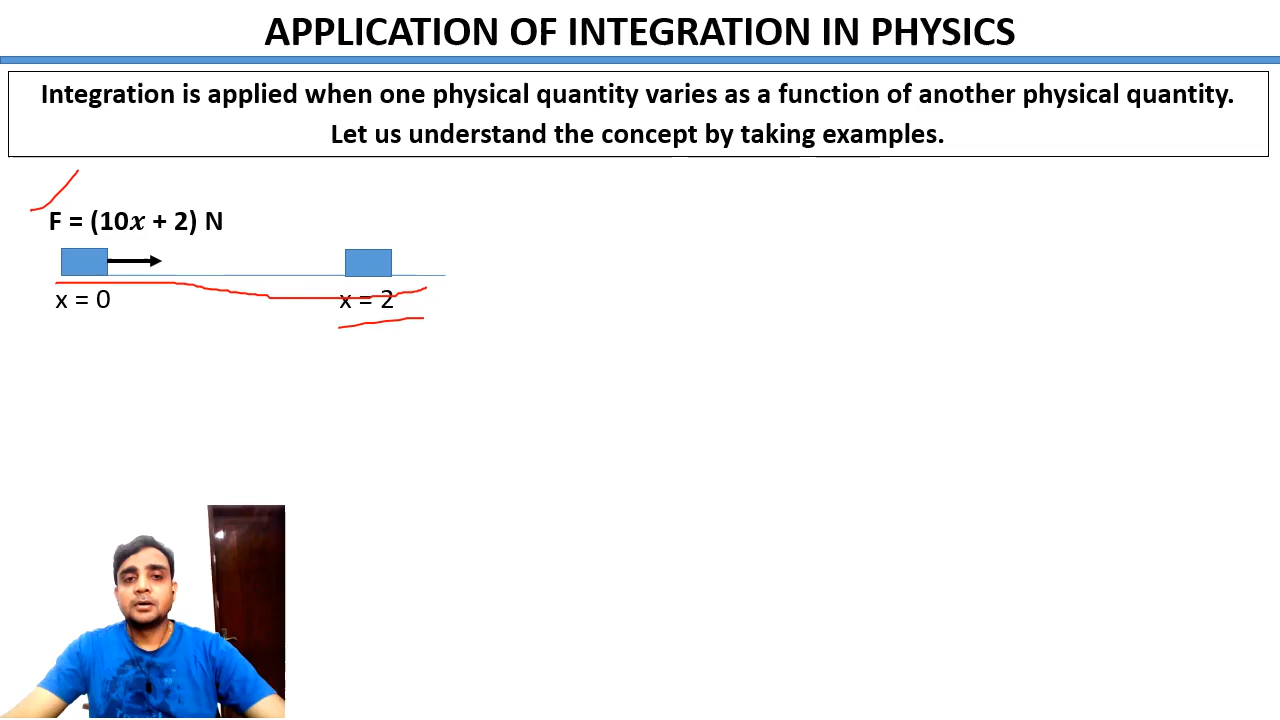 APPLICATION OF INTEGRATION IN PHYSICS
Integration is applied when one physical quantity varies as a function of another physical quantity.
Let us understand the concept by taking examples.
F = (10𝑥 + 2) N
x = 0 x = 2